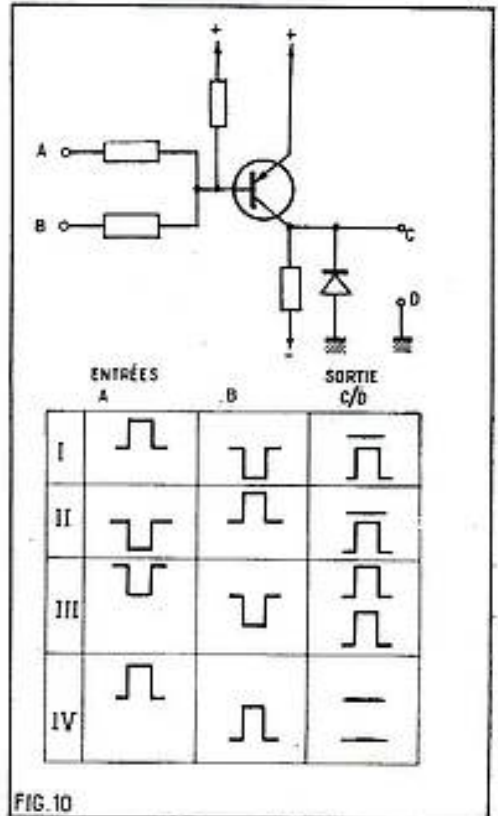 + +
A
B
C
D
-
ENTRÉES SORTIE
A B C/D
I
II
III
IV
FIG.10